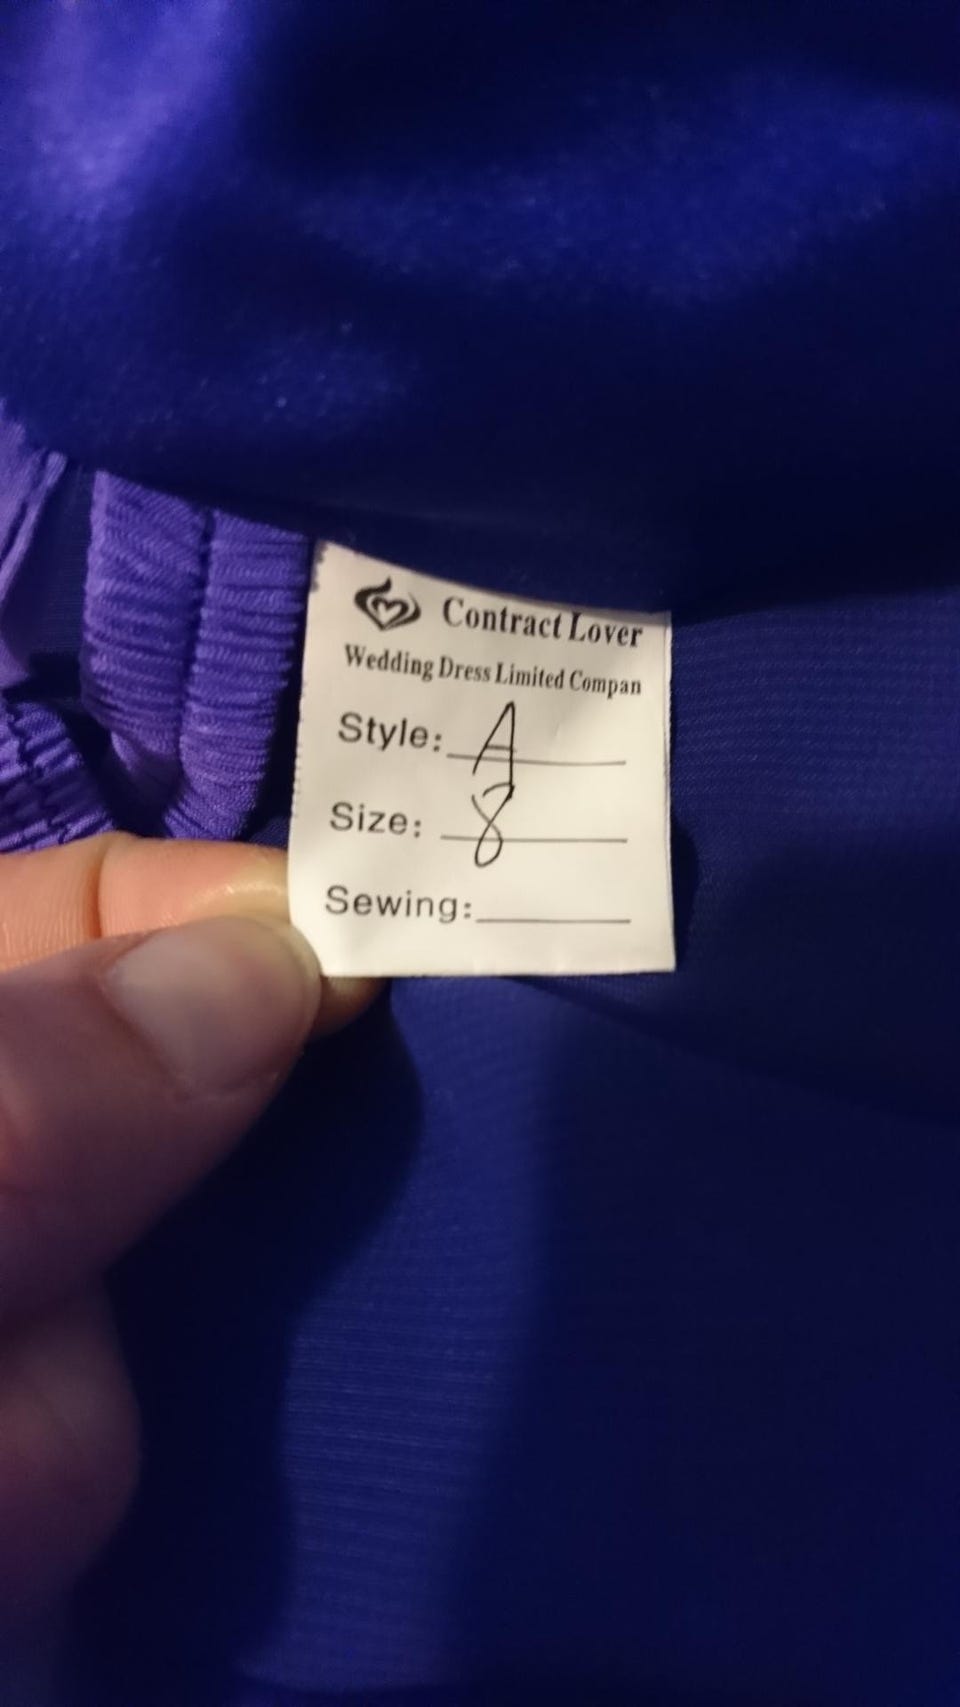 Contract Lover
Wedding Dress Limited Compan
Style: A
Size: 8
Sewing: